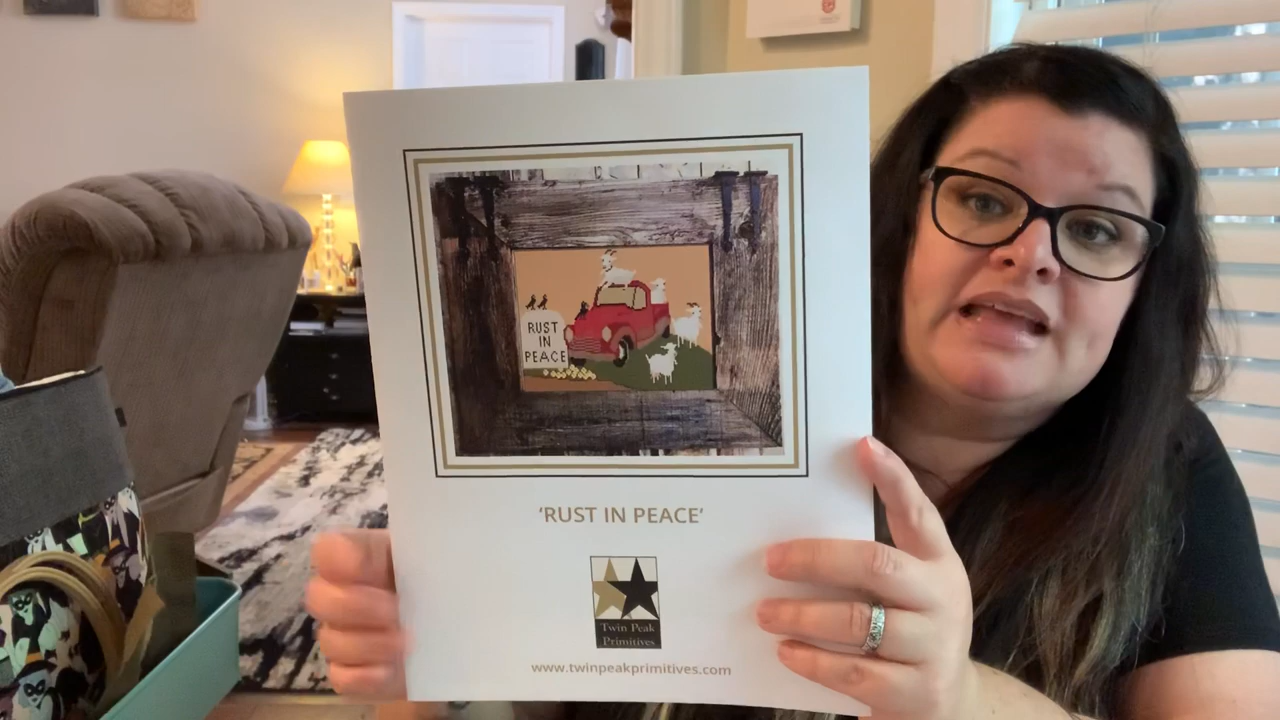 RUST
IN
PEACE
'RUST IN PEACE'
Twin Peak
Primitives
www.twinpeakprimitives.com